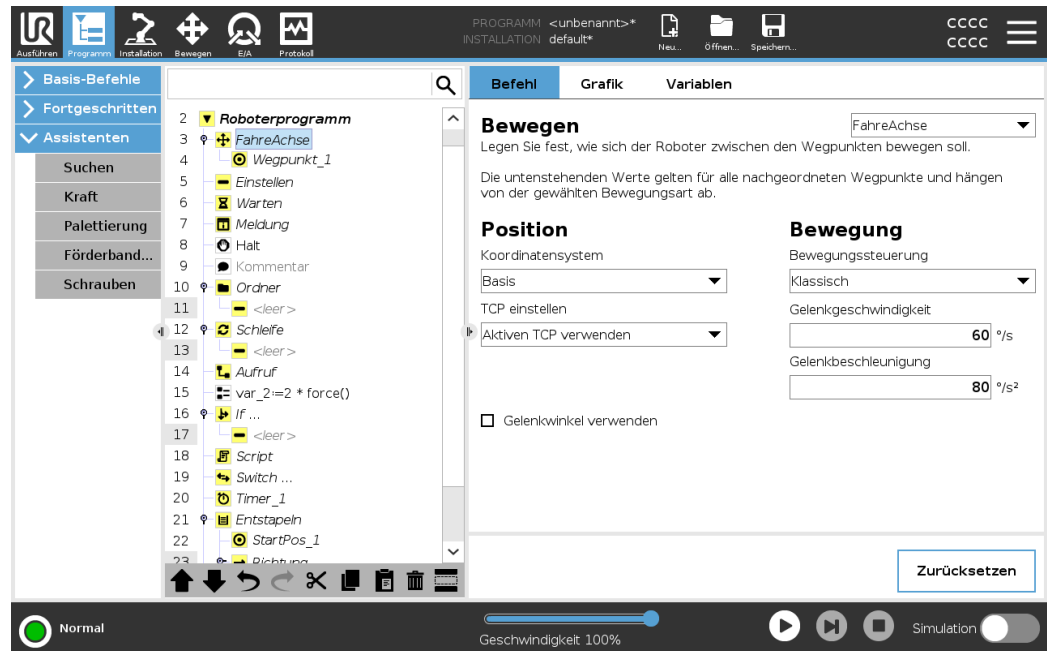 PROGRAMM <unbenannt>*
INSTALLATION default*
Ausführen Programm Installation Bewegen E/A Protokoll
Neu... Öffnen... Speichern...
CCCC
CCCC
Basis-Befehle
Fortgeschritten
Assistenten
Suchen
Kraft
Palettierung
Förderband...
Schrauben
2 Roboterprogramm
3 FahreAchse
4 Wegpunkt_1
5 Einstellen
6 Warten
7 Meldung
8 Halt
9 Kommentar
10 Ordner
11 <leer>
12 Schleife
13 <leer>
14 Aufruf
15 var_2≔2 * force()
16 If ...
17 <leer>
18 Script
19 Switch ...
20 Timer_1
21 Entstapeln
22 StartPos_1
23 Richtung
Befehl Grafik Variablen
Bewegen
FahreAchse
Legen Sie fest, wie sich der Roboter zwischen den Wegpunkten bewegen soll.
Die untenstehenden Werte gelten für alle nachgeordneten Wegpunkte und hängen
von der gewählten Bewegungsart ab.
Position
Koordinatensystem
Basis
TCP einstellen
Aktiven TCP verwenden
Gelenkwinkel verwenden
Bewegung
Bewegungssteuerung
Klassisch
Gelenkgeschwindigkeit
60 °/s
Gelenkbeschleunigung
80 °/s²
Zurücksetzen
Normal
Geschwindigkeit 100%
Simulation